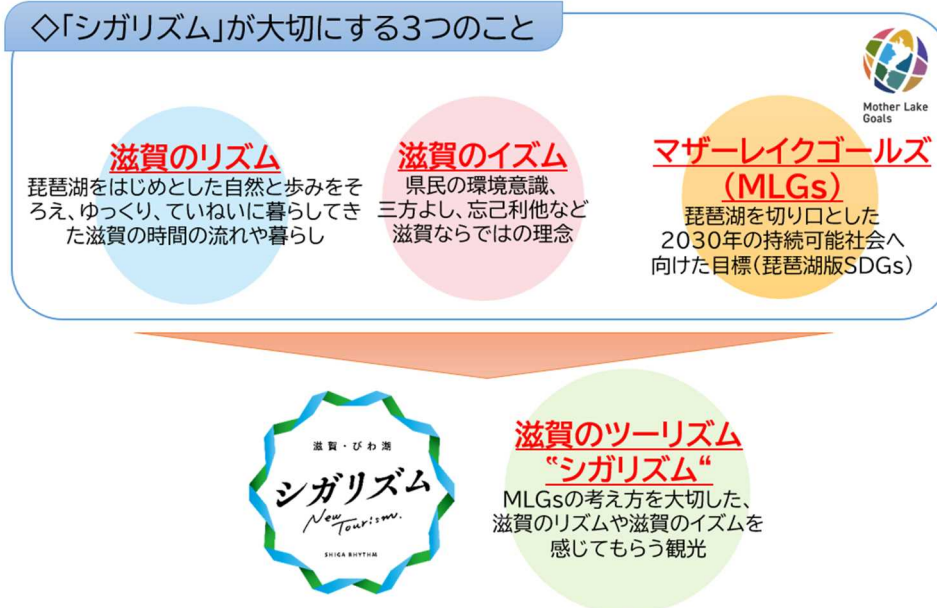 ◇「シガリズム」が大切にする3つのこと
Mother Lake
Goals
滋賀のリズム
琵琶湖をはじめとした自然と歩みをそ
ろえ、ゆっくり、ていねいに暮らしてき
た滋賀の時間の流れや暮らし
滋賀のイズム
県民の環境意識、
三方よし、忘己利他など
滋賀ならではの理念
マザーレイクゴールズ
(MLGs)
琵琶湖を切り口とした
2030年の持続可能社会へ
向けた目標(琵琶湖版SDGs)
滋賀・びわ湖
シガリズム
New
Tourism.
SHIGA RHYTHM
滋賀のツーリズム
“シガリズム“
MLGsの考え方を大切した、
滋賀のリズムや滋賀のイズムを
感じてもらう観光